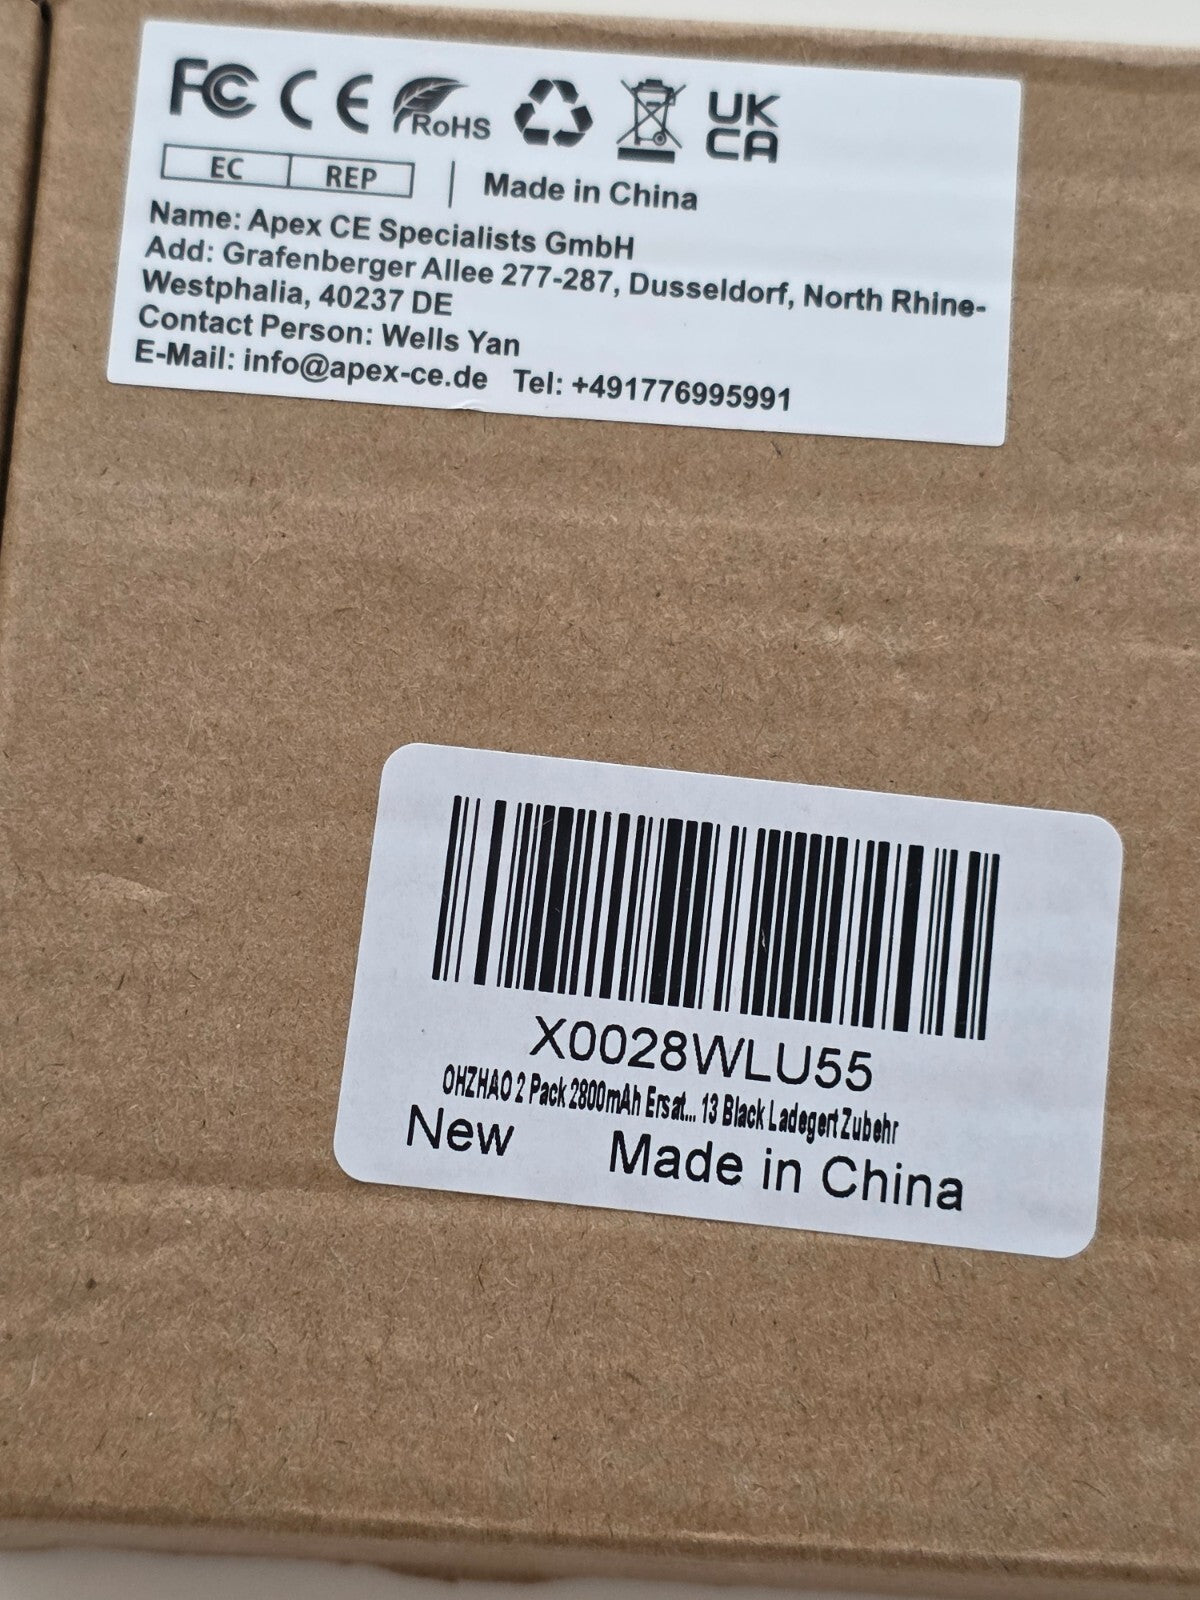 FC CE RoHS UK
CA
EC REP Made in China
Name: Apex CE Specialists GmbH
Add: Grafenberger Allee 277-287, Dusseldorf, North Rhine-
Westphalia, 40237 DE
Contact Person: Wells Yan
E-Mail: info@apex-ce.de Tel: +491776995991
X0028WLU55
OHZHAO 2 Pack 2800mAh Ersat... 13 Black Ladegert Zubehr
New Made in China